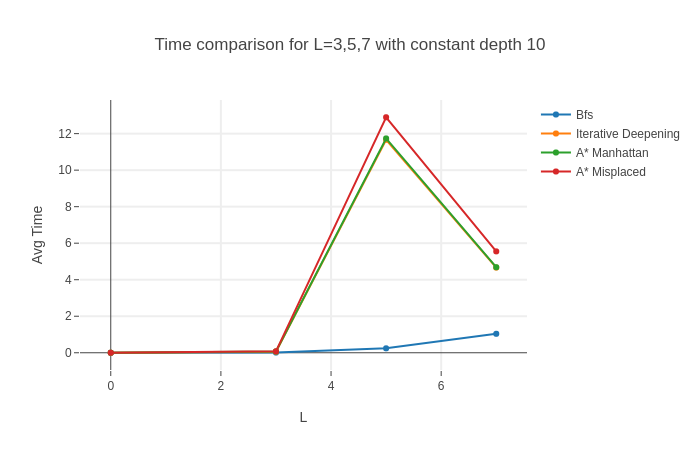 Time comparison for L=3,5,7 with constant depth 10
Bfs
Iterative Deepening
A* Manhattan
A* Misplaced
Avg Time
12
10
8
6
4
2
0
0
2
4
6
L